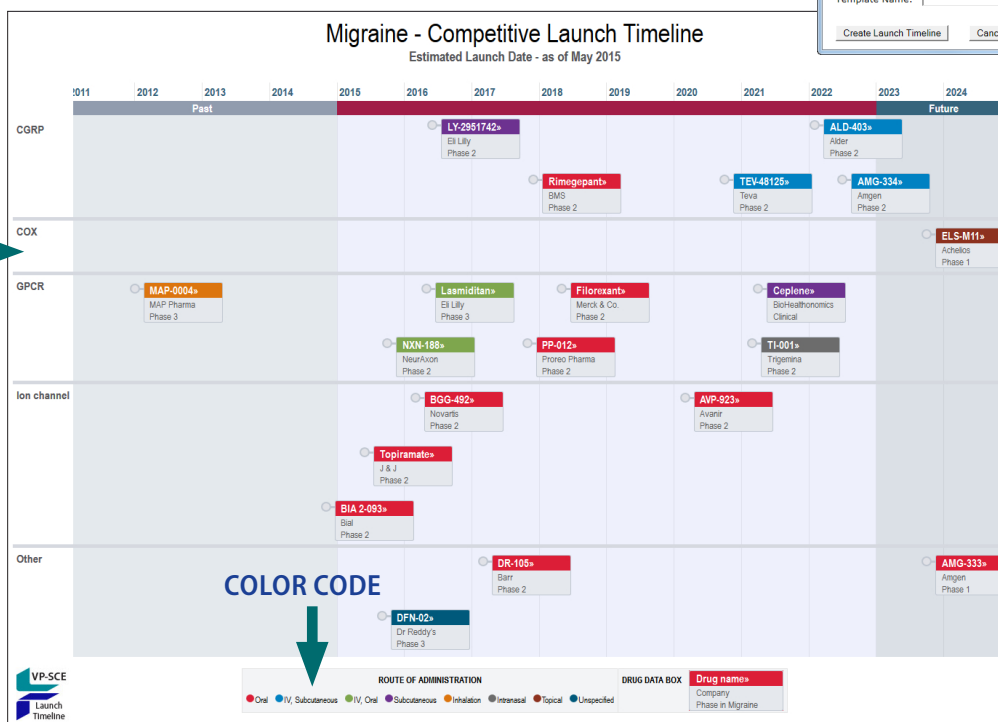 Template Name:
Create Launch Timeline
Migraine - Competitive Launch Timeline
Estimated Launch Date - as of May 2015
2011 2012 2013 2014 2015 2016 2017 2018 2019 2020 2021 2022 2023 2024
Past Future
CGRP
LY-2951742» ALD-403»
Eli Lilly Alder
Phase 2 Phase 2
Rimegepant» TEV-48125» AMG-334»
BMS Teva Amgen
Phase 2 Phase 2 Phase 2
COX
ELS-M11»
Achelios
Phase 1
GPCR
MAP-0004» Lasmiditan» Filorexant» Ceplene»
MAP Pharma Eli Lilly Merck & Co. BioHealthonomics
Phase 3 Phase 3 Phase 2 Clinical
NXN-188» PP-012» TI-001»
NeurAxon Proreo Pharma Trigemina
Phase 2 Phase 2 Phase 2
Ion channel
BGG-492» AVP-923»
Novartis Avanir
Phase 2 Phase 2
Topiramate»
J & J
Phase 2
BIA 2-093»
Bial
Phase 2
Other
DR-105» AMG-333»
Barr Amgen
Phase 2 Phase 1
COLOR CODE
DFN-02»
Dr Reddy's
Phase 3
VP-SCE
Launch
Timeline
ROUTE OF ADMINISTRATION
Oral IV, Subcutaneous IV, Oral Subcutaneous Inhalation Intranasal Topical Unspecified
DRUG DATA BOX
Drug name»
Company
Phase in Migraine